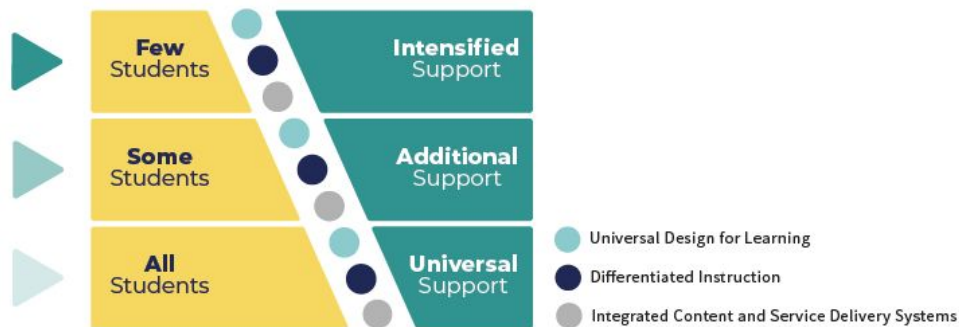 Few
Students
Intensified
Support
Some
Students
Additional
Support
All
Students
Universal
Support
Universal Design for Learning
Differentiated Instruction
Integrated Content and Service Delivery Systems